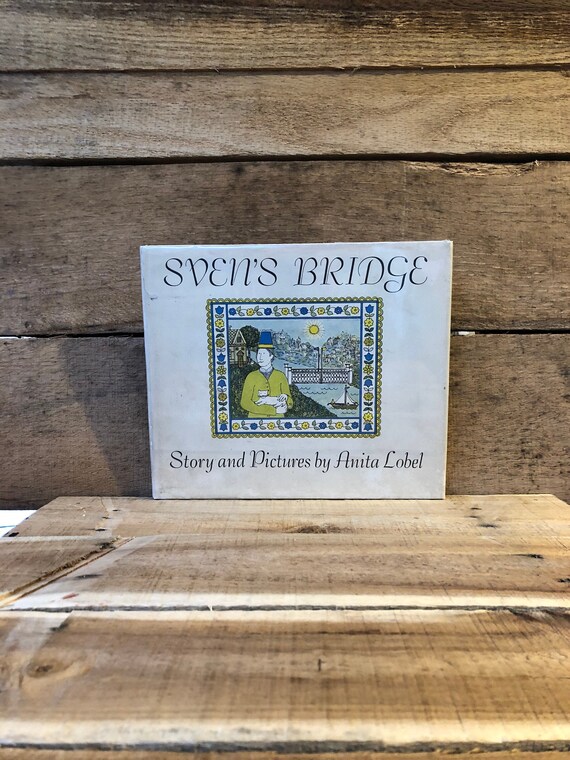 SVEN'S BRIDGE
Story and Pictures by Anita Lobel